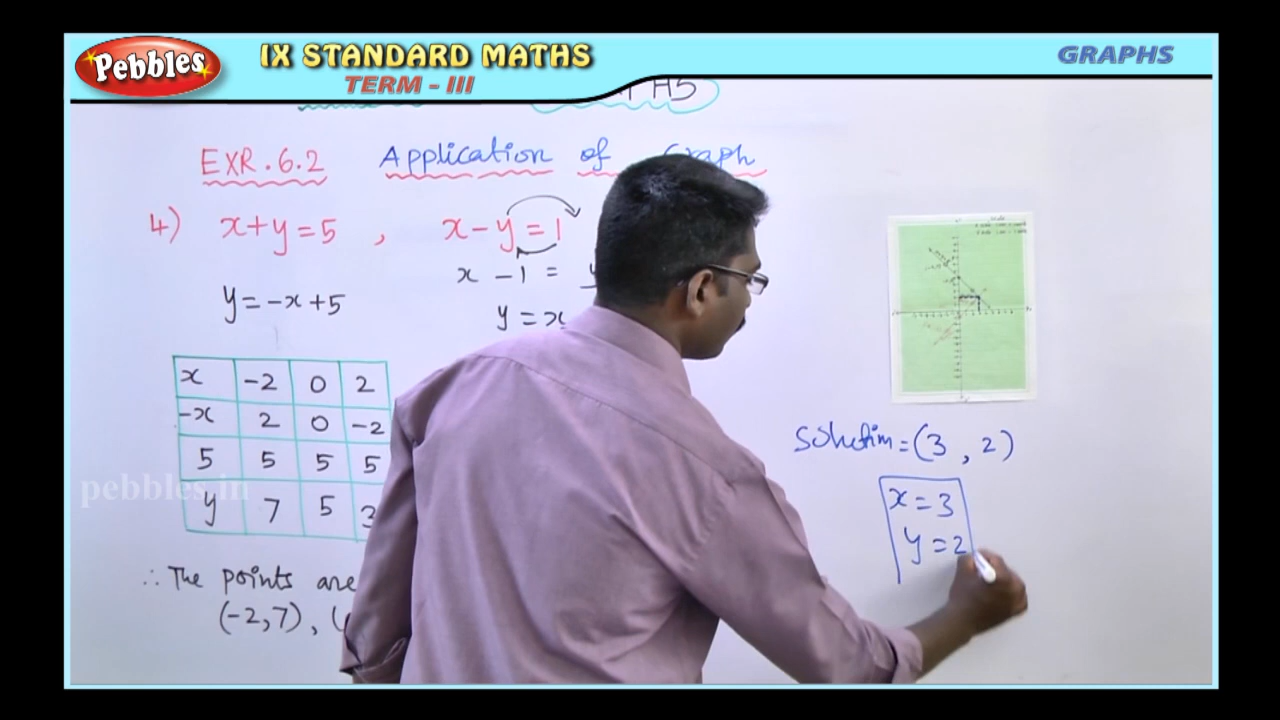 Pebbles
IX STANDARD MATHS
TERM - III
GRAPHS
EXR. 6.2 Application of Graph
4) x+y=5 , x-y=1
x -1 =
y=-x+5
y=x
x -2 0 2
-x 2 0 -2
5 5 5 5
y 7 5 3
∴ The points are
(-2,7) , (
Solution=(3 , 2)
x=3
y=2
pebbles.in